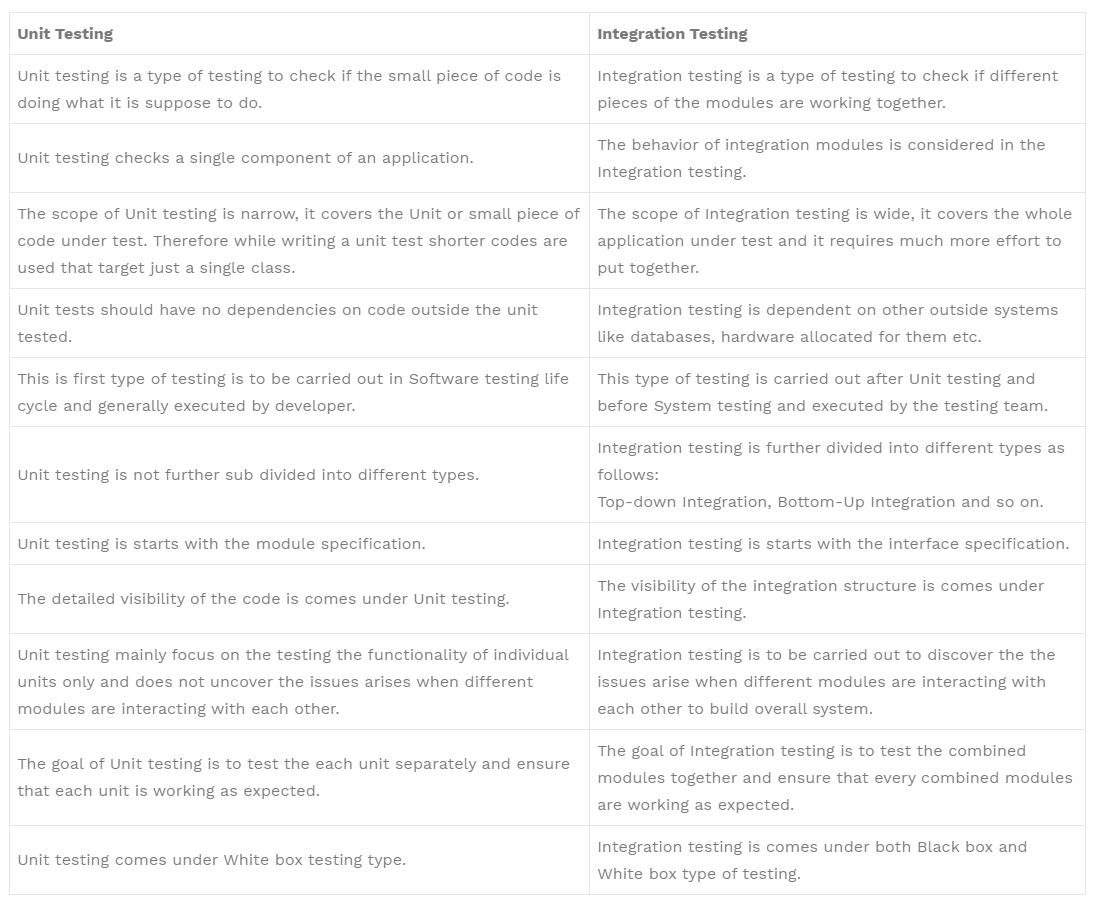 Unit Testing
Integration Testing
Unit testing is a type of testing to check if the small piece of code is
doing what it is suppose to do.
Integration testing is a type of testing to check if different
pieces of the modules are working together.
Unit testing checks a single component of an application.
The behavior of integration modules is considered in the
Integration testing.
The scope of Unit testing is narrow, it covers the Unit or small piece of
code under test. Therefore while writing a unit test shorter codes are
used that target just a single class.
The scope of Integration testing is wide, it covers the whole
application under test and it requires much more effort to
put together.
Unit tests should have no dependencies on code outside the unit
tested.
Integration testing is dependent on other outside systems
like databases, hardware allocated for them etc.
This is first type of testing is to be carried out in Software testing life
cycle and generally executed by developer.
This type of testing is carried out after Unit testing and
before System testing and executed by the testing team.
Unit testing is not further sub divided into different types.
Integration testing is further divided into different types as
follows:
Top-down Integration, Bottom-Up Integration and so on.
Unit testing is starts with the module specification.
Integration testing is starts with the interface specification.
The detailed visibility of the code is comes under Unit testing.
The visibility of the integration structure is comes under
Integration testing.
Unit testing mainly focus on the testing the functionality of individual
units only and does not uncover the issues arises when different
modules are interacting with each other.
Integration testing is to be carried out to discover the the
issues arise when different modules are interacting with
each other to build overall system.
The goal of Unit testing is to test the each unit separately and ensure
that each unit is working as expected.
The goal of Integration testing is to test the combined
modules together and ensure that every combined modules
are working as expected.
Unit testing comes under White box testing type.
Integration testing is comes under both Black box and
White box type of testing.